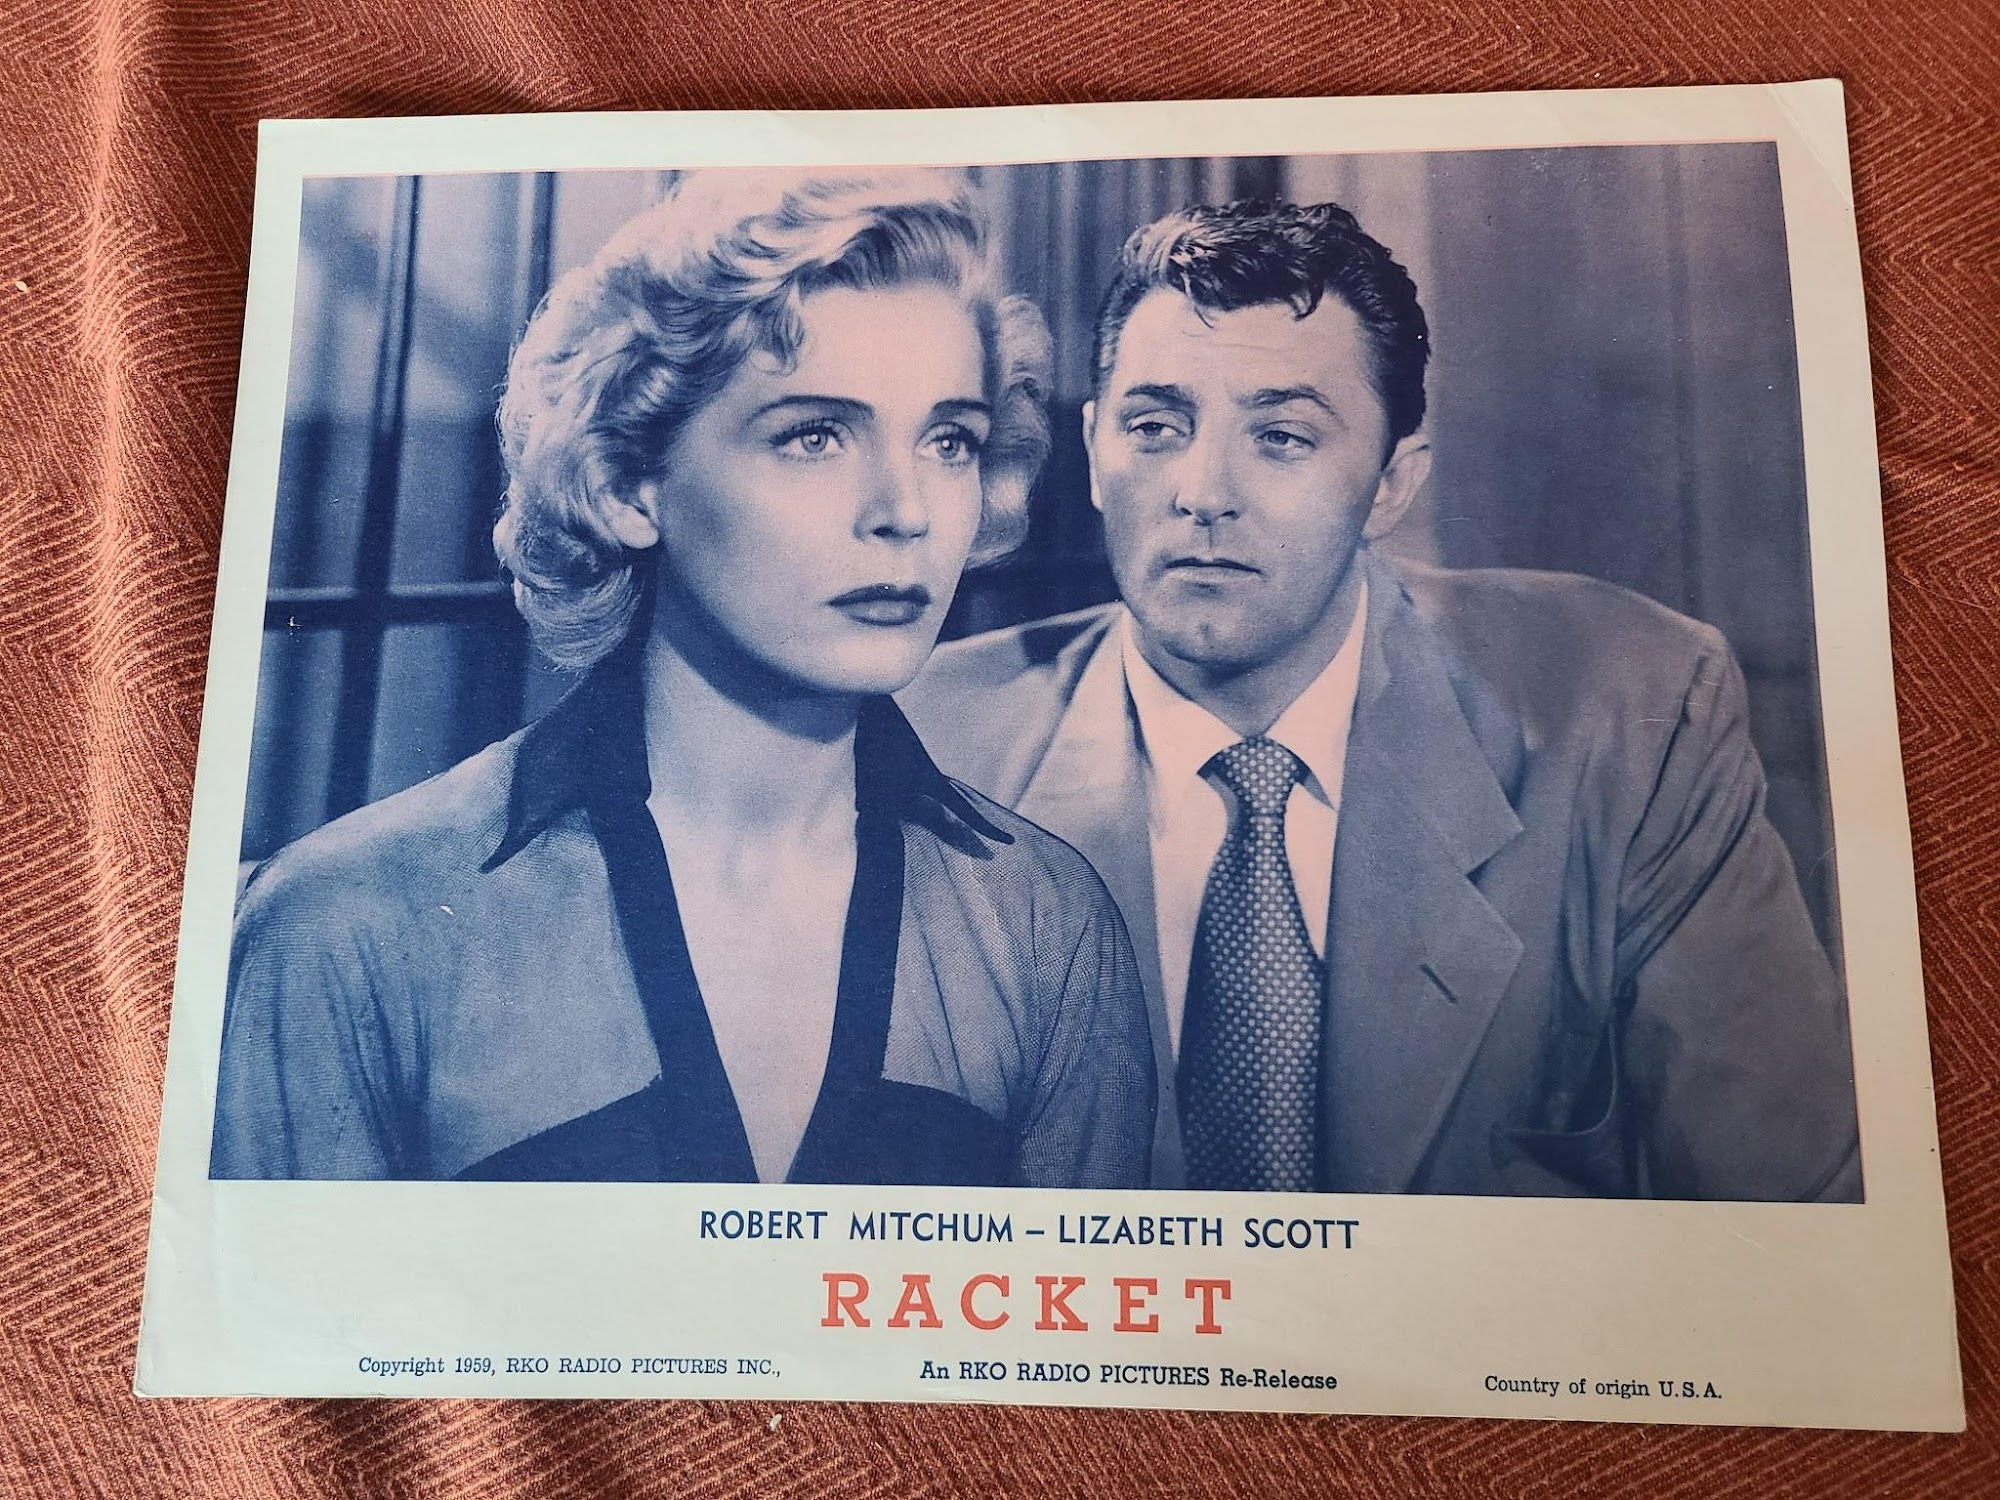 ROBERT MITCHUM – LIZABETH SCOTT
RACKET
Copyright 1959, RKO RADIO PICTURES INC.,
An RKO RADIO PICTURES Re-Release
Country of origin U.S.A.